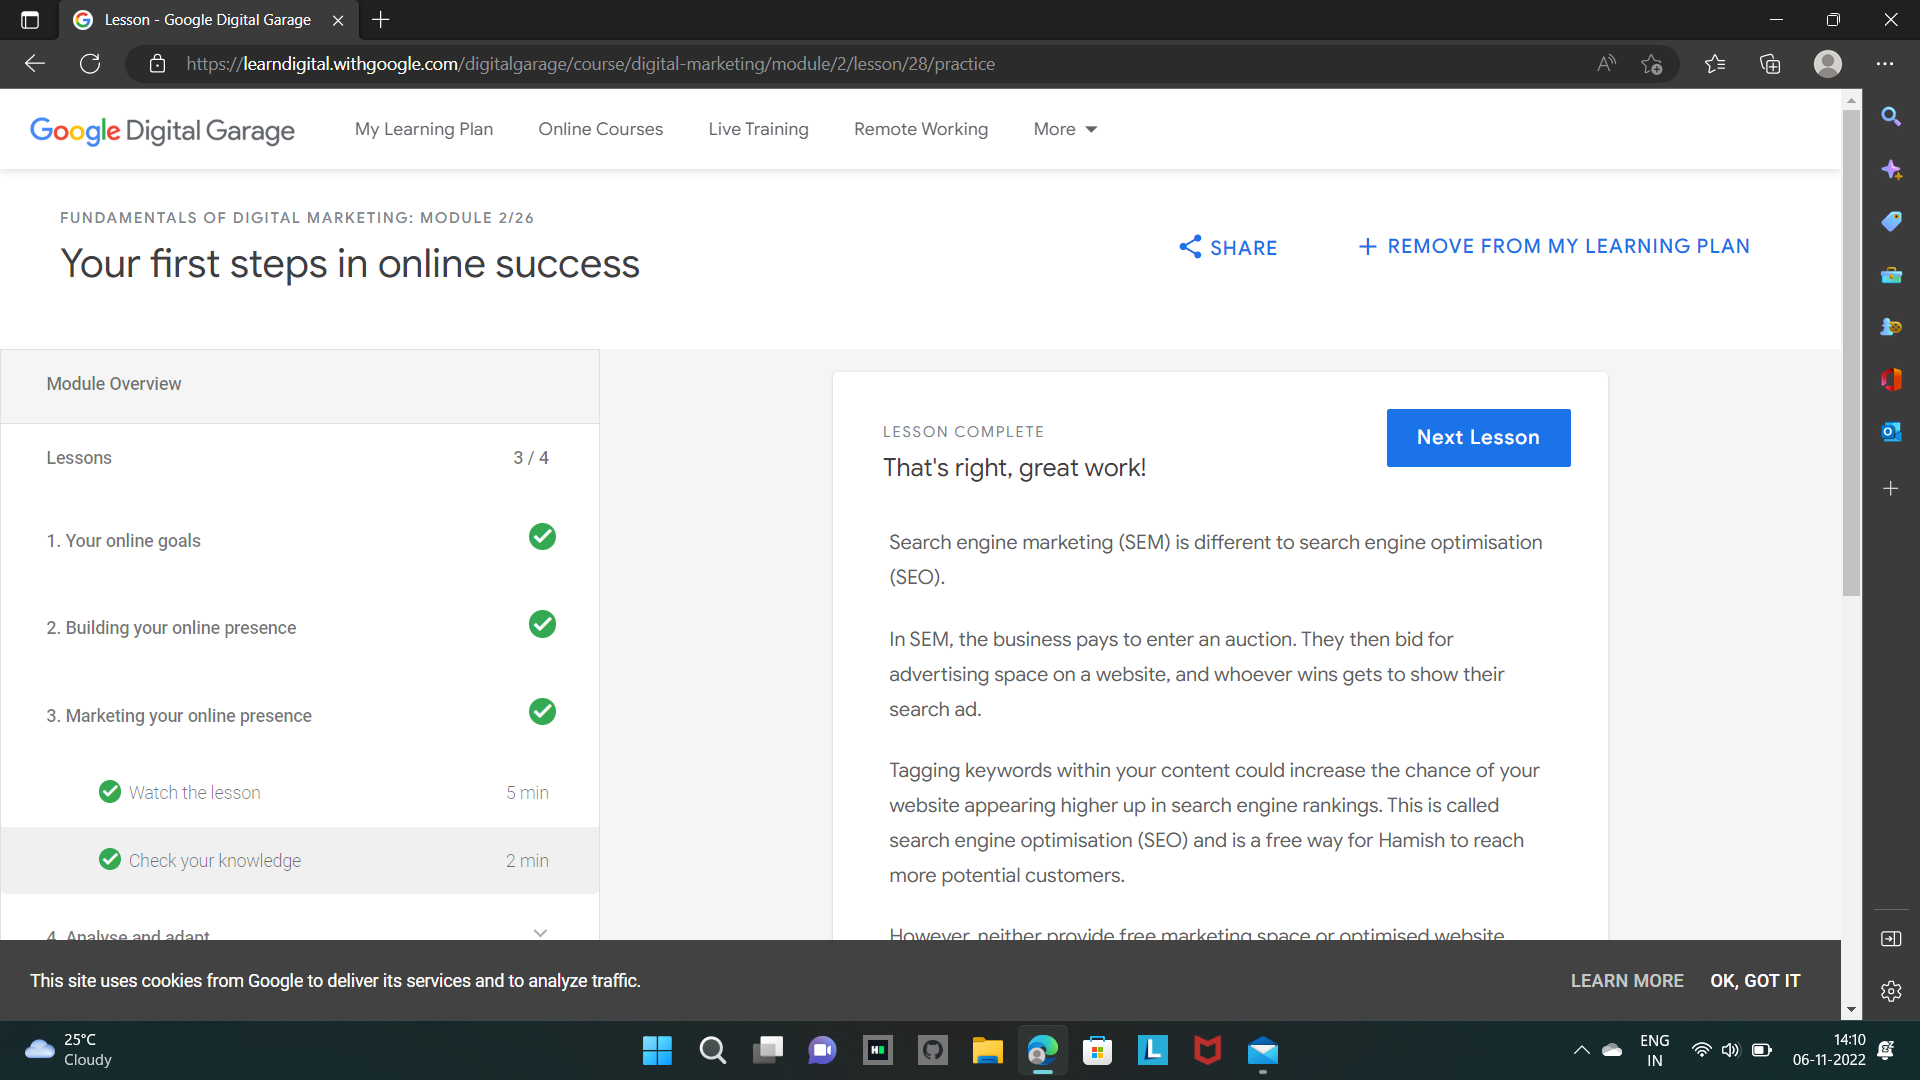 Lesson - Google Digital Garage
https://learndigital.withgoogle.com/digitalgarage/course/digital-marketing/module/2/lesson/28/practice
Google Digital Garage
My Learning Plan
Online Courses
Live Training
Remote Working
More
FUNDAMENTALS OF DIGITAL MARKETING: MODULE 2/26
Your first steps in online success
SHARE
REMOVE FROM MY LEARNING PLAN
Module Overview
Lessons 3 / 4
1. Your online goals
2. Building your online presence
3. Marketing your online presence
Watch the lesson 5 min
Check your knowledge 2 min
4. Analyse and adapt
LESSON COMPLETE
That's right, great work!
Next Lesson
Search engine marketing (SEM) is different to search engine optimisation
(SEO).
In SEM, the business pays to enter an auction. They then bid for
advertising space on a website, and whoever wins gets to show their
search ad.
Tagging keywords within your content could increase the chance of your
website appearing higher up in search engine rankings. This is called
search engine optimisation (SEO) and is a free way for Hamish to reach
more potential customers.
However, neither provide free marketing space or optimised website
This site uses cookies from Google to deliver its services and to analyze traffic.
LEARN MORE
OK, GOT IT
25°C
Cloudy
ENG
IN
14:10
06-11-2022